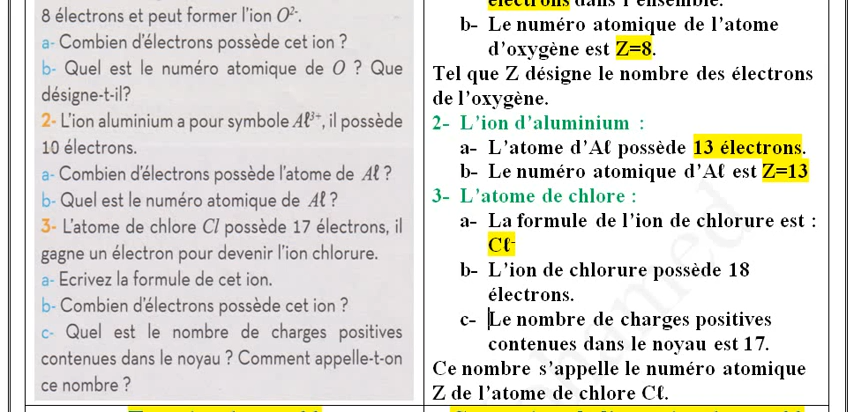 8 électrons et peut former l'ion O²⁻.
a- Combien d'électrons possède cet ion ?
b- Quel est le numéro atomique de O ? Que
désigne-t-il?
2- L'ion aluminium a pour symbole Aℓ³⁺, il possède
10 électrons.
a- Combien d'électrons possède l'atome de Aℓ ?
b- Quel est le numéro atomique de Aℓ ?
3- L'atome de chlore Cl possède 17 électrons, il
gagne un électron pour devenir l'ion chlorure.
a- Ecrivez la formule de cet ion.
b- Combien d'électrons possède cet ion ?
c- Quel est le nombre de charges positives
contenues dans le noyau ? Comment appelle-t-on
ce nombre ?
électrons dans l'ensemble.
b- Le numéro atomique de l'atome
d'oxygène est Z=8.
Tel que Z désigne le nombre des électrons
de l'oxygène.
2- L'ion d'aluminium :
a- L'atome d'Aℓ possède 13 électrons.
b- Le numéro atomique d'Aℓ est Z=13
3- L'atome de chlore :
a- La formule de l'ion de chlorure est :
Cℓ⁻
b- L'ion de chlorure possède 18
électrons.
c- Le nombre de charges positives
contenues dans le noyau est 17.
Ce nombre s'appelle le numéro atomique
Z de l'atome de chlore Cℓ.